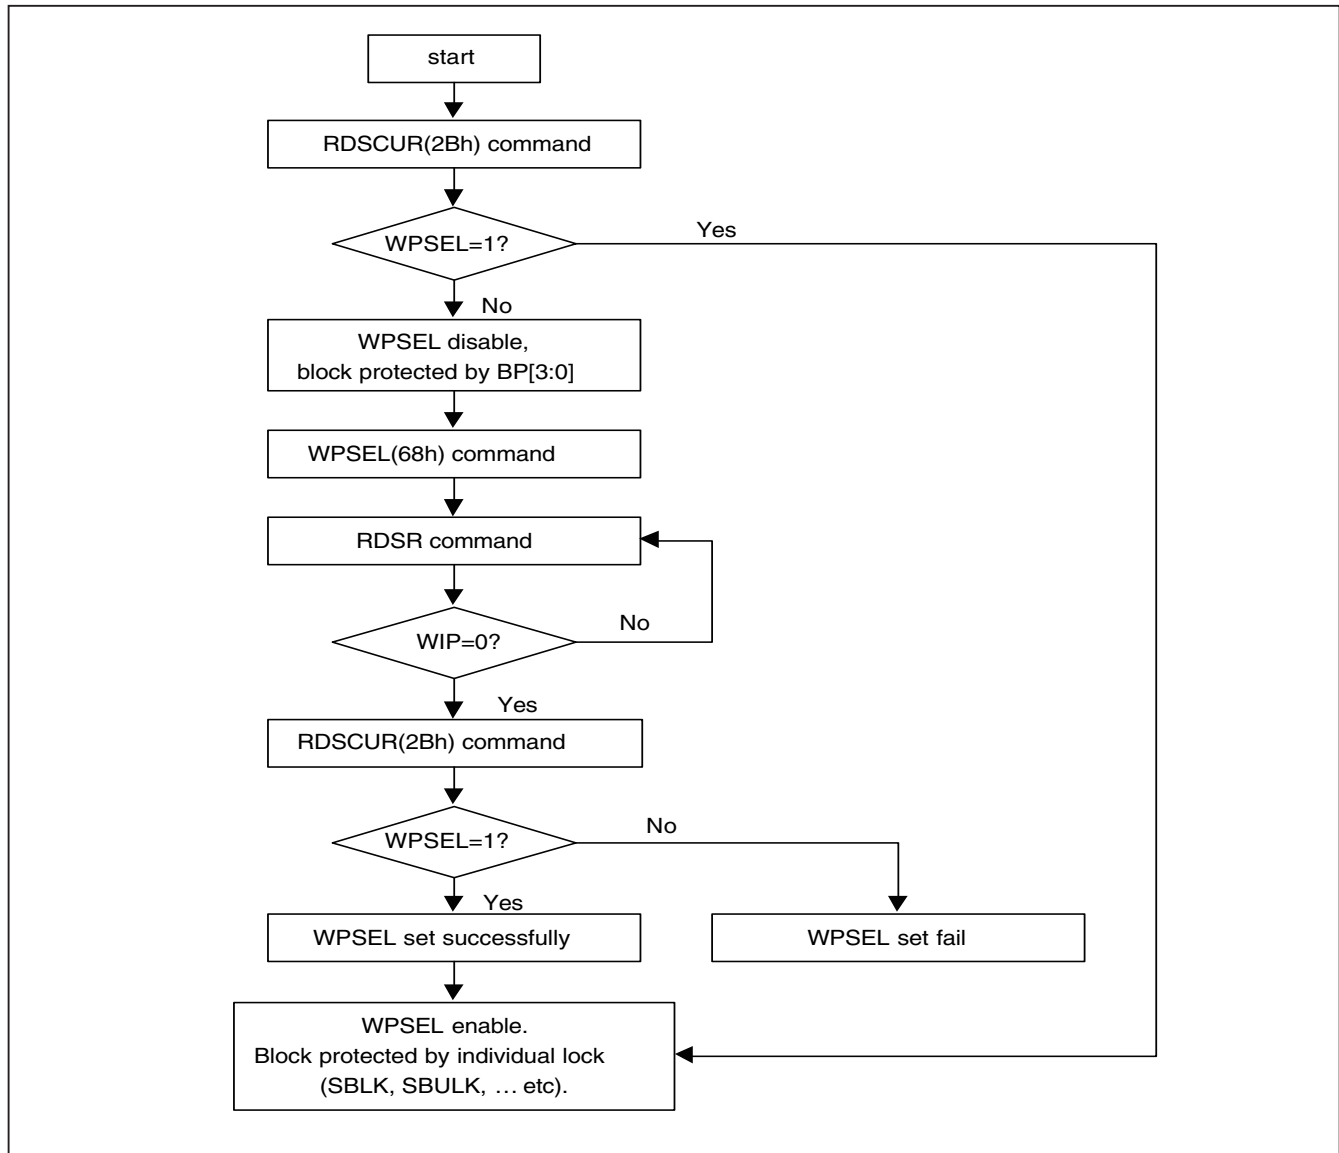 start
RDSCUR(2Bh) command
WPSEL=1?
Yes
No
WPSEL disable,
block protected by BP[3:0]
WPSEL(68h) command
RDSR command
WIP=0?
No
Yes
RDSCUR(2Bh) command
WPSEL=1?
No
Yes
WPSEL set successfully
WPSEL set fail
WPSEL enable.
Block protected by individual lock
(SBLK, SBULK, … etc).